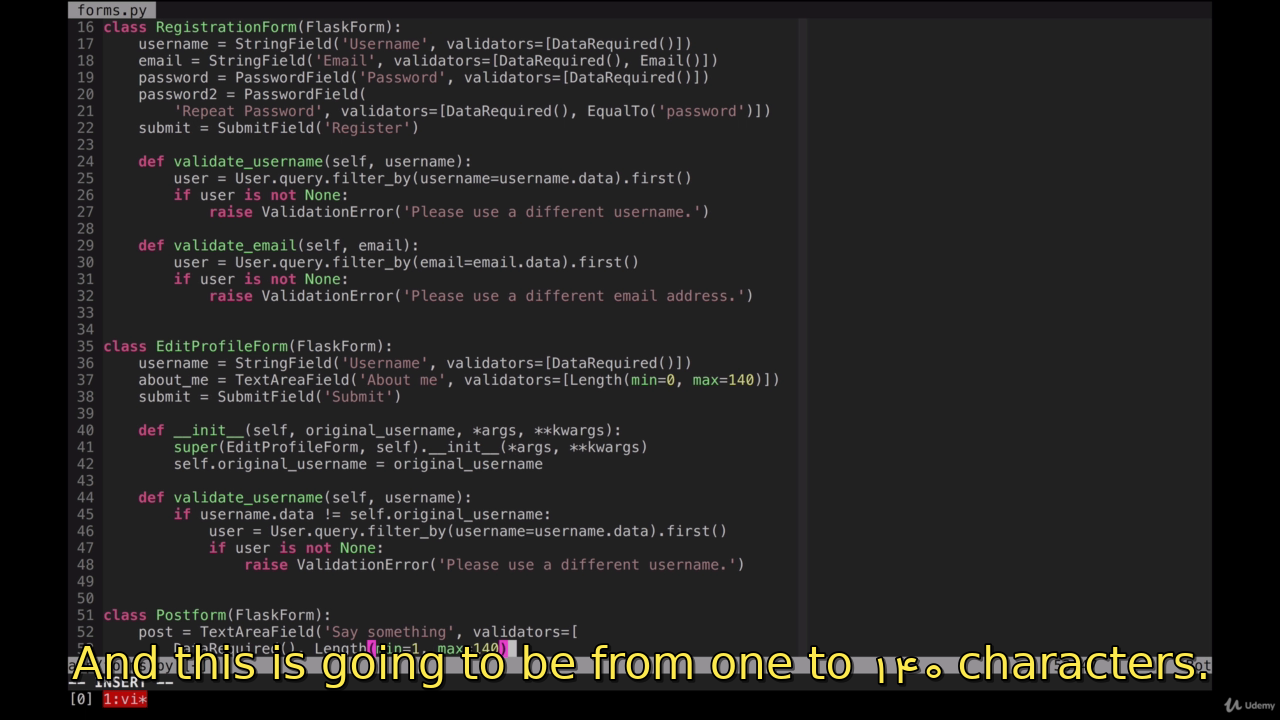 forms.py
16 class RegistrationForm(FlaskForm):
17     username = StringField('Username', validators=[DataRequired()])
18     email = StringField('Email', validators=[DataRequired(), Email()])
19     password = PasswordField('Password', validators=[DataRequired()])
20     password2 = PasswordField(
21         'Repeat Password', validators=[DataRequired(), EqualTo('password')])
22     submit = SubmitField('Register')
23
24     def validate_username(self, username):
25         user = User.query.filter_by(username=username.data).first()
26         if user is not None:
27             raise ValidationError('Please use a different username.')
28
29     def validate_email(self, email):
30         user = User.query.filter_by(email=email.data).first()
31         if user is not None:
32             raise ValidationError('Please use a different email address.')
33
34
35 class EditProfileForm(FlaskForm):
36     username = StringField('Username', validators=[DataRequired()])
37     about_me = TextAreaField('About me', validators=[Length(min=0, max=140)])
38     submit = SubmitField('Submit')
39
40     def __init__(self, original_username, *args, **kwargs):
41         super(EditProfileForm, self).__init__(*args, **kwargs)
42         self.original_username = original_username
43
44     def validate_username(self, username):
45         if username.data != self.original_username:
46             user = User.query.filter_by(username=username.data).first()
47             if user is not None:
48                 raise ValidationError('Please use a different username.')
49
50
51 class Postform(FlaskForm):
52     post = TextAreaField('Say something', validators=[
DataRequired(), Length(min=1, max=140)
And this is going to be from one to ۱۴۰ characters.
-- INSERT --
[0] 1:vi*
Udemy